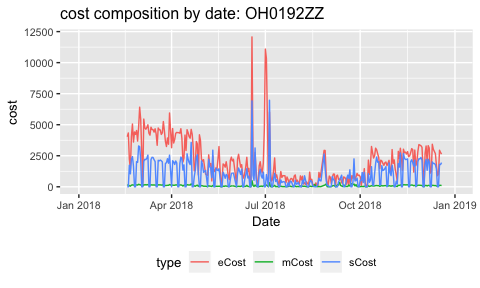 cost composition by date: OH0192ZZ
12500
10000
7500
5000
2500
0
cost
Jan 2018
Apr 2018
Jul 2018
Oct 2018
Jan 2019
Date
type eCost mCost sCost